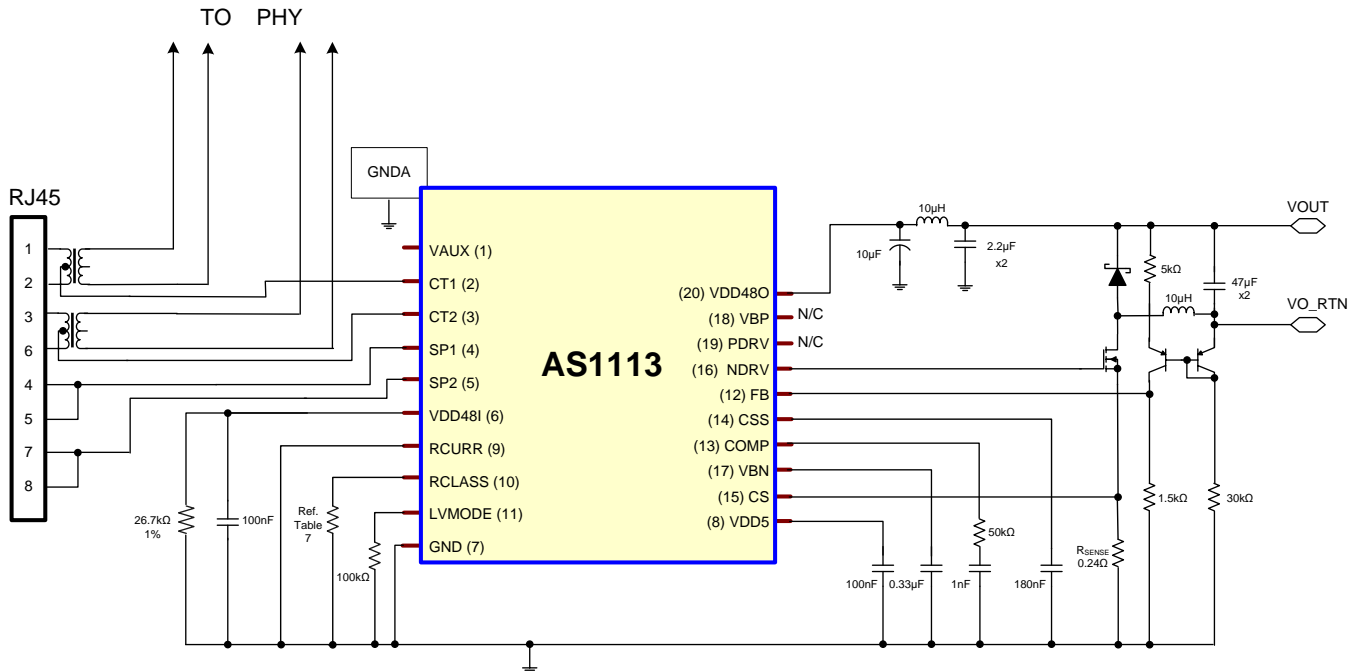 TO PHY
RJ45
1
2
3
6
4
5
7
8
GNDA
AS1113
VAUX (1)
CT1 (2)
CT2 (3)
SP1 (4)
SP2 (5)
VDD48I (6)
RCURR (9)
RCLASS (10)
LVMODE (11)
GND (7)
(20) VDD48O
(18) VBP
N/C
(19) PDRV
N/C
(16) NDRV
(12) FB
(14) CSS
(13) COMP
(17) VBN
(15) CS
(8) VDD5
26.7kΩ
1%
100nF
Ref.
Table
7
100kΩ
10µF
10µH
2.2µF
x2
5kΩ
10µH
47µF
x2
VOUT
VO_RTN
100nF
0.33µF
50kΩ
1nF
180nF
RSENSE
0.24Ω
1.5kΩ
30kΩ